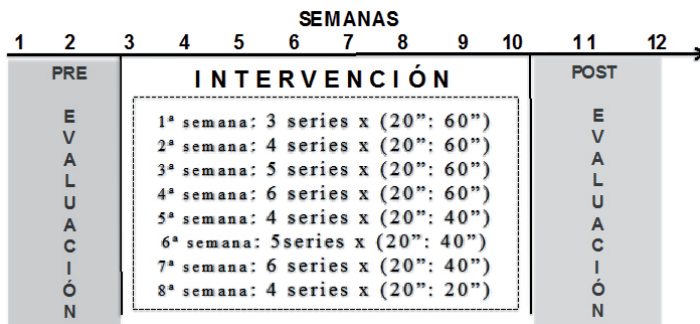 SEMANAS
1 2 3 4 5 6 7 8 9 10 11 12
PRE
EVALUACIÓN
INTERVENCIÓN
1ª semana: 3 series x (20”: 60”)
2ª semana: 4 series x (20”: 60”)
3ª semana: 5 series x (20”: 60”)
4ª semana: 6 series x (20”: 60”)
5ª semana: 4 series x (20”: 40”)
6ª semana: 5series x (20”: 40”)
7ª semana: 6 series x (20”: 40”)
8ª semana: 4 series x (20”: 20”)
POST
EVALUACIÓN